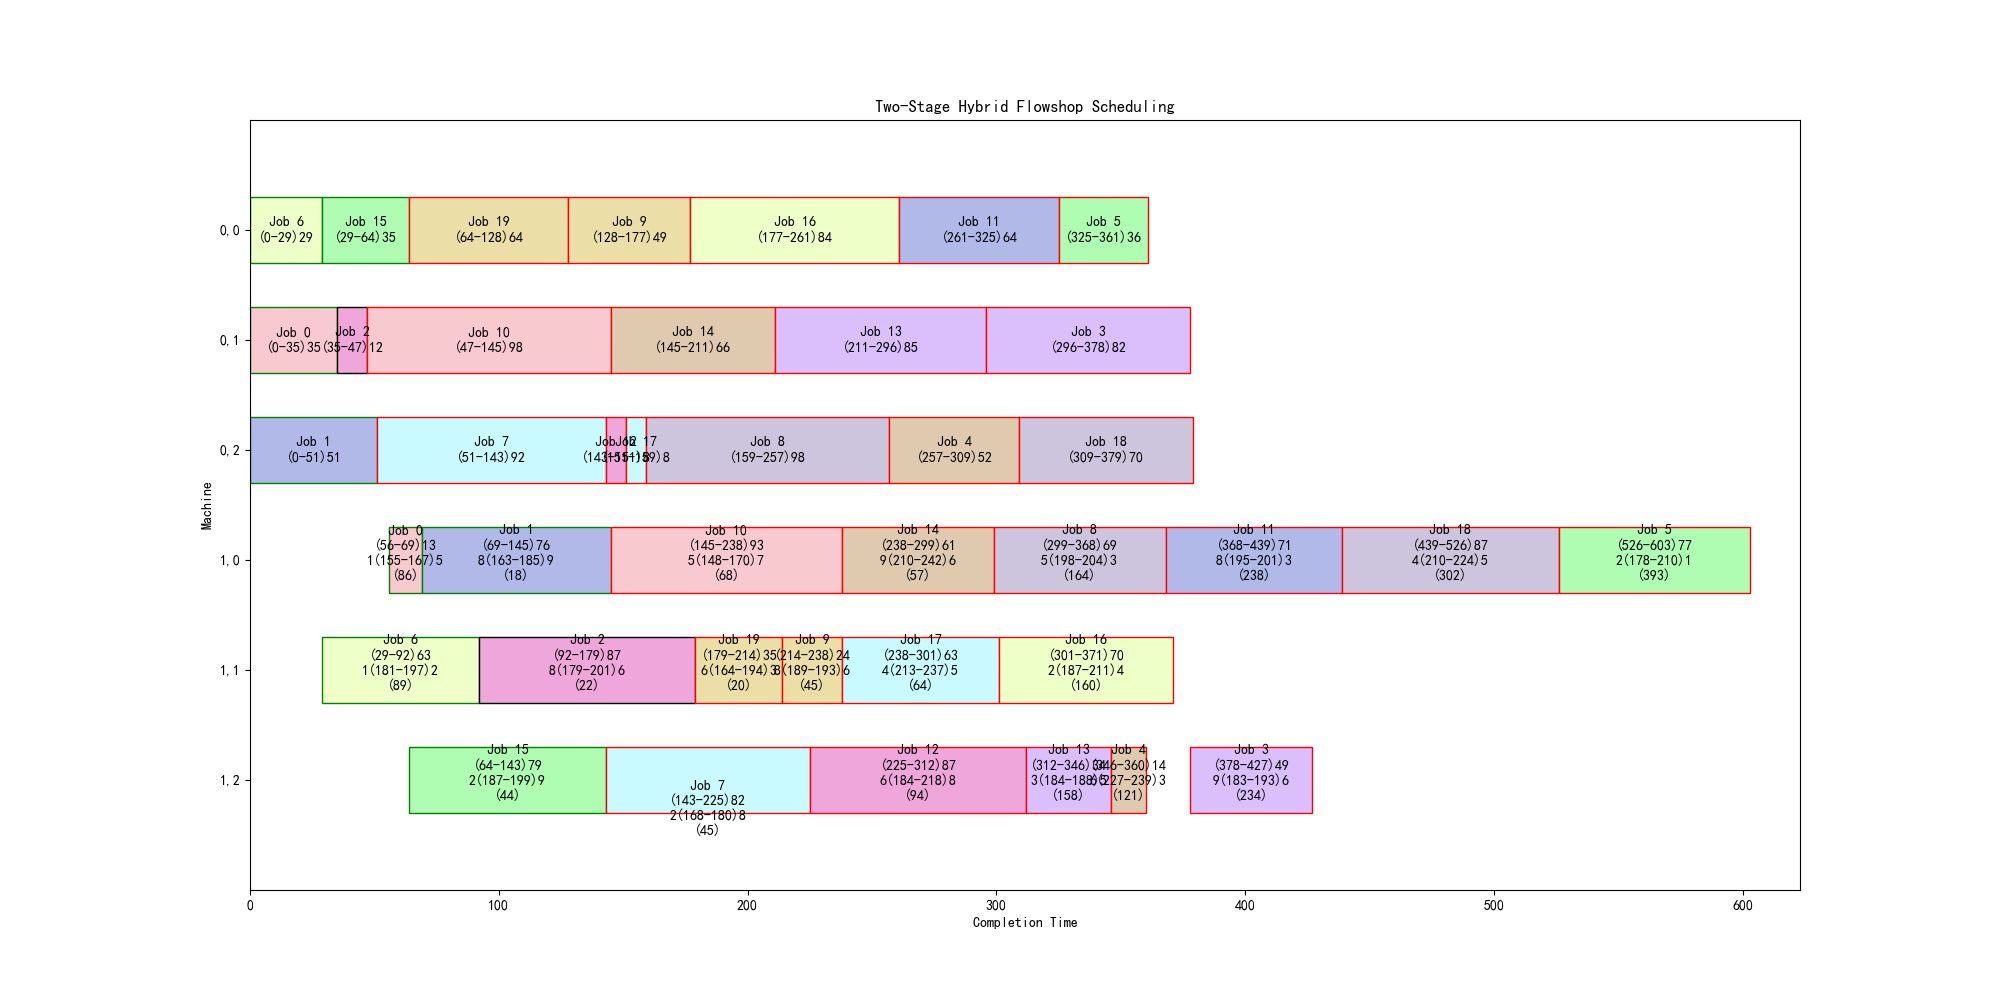 Two-Stage Hybrid Flowshop Scheduling
Machine
0,0
Job 6
(0-29)29
Job 15
(29-64)35
Job 19
(64-128)64
Job 9
(128-177)49
Job 16
(177-261)84
Job 11
(261-325)64
Job 5
(325-361)36
0,1
Job 0
(0-35)35
Job 2
(35-47)12
Job 10
(47-145)98
Job 14
(145-211)66
Job 13
(211-296)85
Job 3
(296-378)82
0,2
Job 1
(0-51)51
Job 7
(51-143)92
Job 12
(143-151)8
Job 17
(151-159)8
Job 8
(159-257)98
Job 4
(257-309)52
Job 18
(309-379)70
1,0
Job 0
(56-69)13
1(155-167)5
(86)
Job 1
(69-145)76
8(163-185)9
(18)
Job 10
(145-238)93
5(148-170)7
(68)
Job 14
(238-299)61
9(210-242)6
(57)
Job 8
(299-368)69
5(198-204)3
(164)
Job 11
(368-439)71
8(195-201)3
(238)
Job 18
(439-526)87
4(210-224)5
(302)
Job 5
(526-603)77
2(178-210)1
(393)
1,1
Job 6
(29-92)63
1(181-197)2
(89)
Job 2
(92-179)87
8(179-201)6
(22)
Job 19
(179-214)35
6(164-194)3
(20)
Job 9
(214-238)24
8(189-193)6
(45)
Job 17
(238-301)63
4(213-237)5
(64)
Job 16
(301-371)70
2(187-211)4
(160)
1,2
Job 15
(64-143)79
2(187-199)9
(44)
Job 7
(143-225)82
2(168-180)8
(45)
Job 12
(225-312)87
6(184-218)8
(94)
Job 13
(312-346)34
(158)
Job 4
(346-360)14
(121)
Job 3
(378-427)49
9(183-193)6
(234)
0
100
200
300
400
500
600
Completion Time